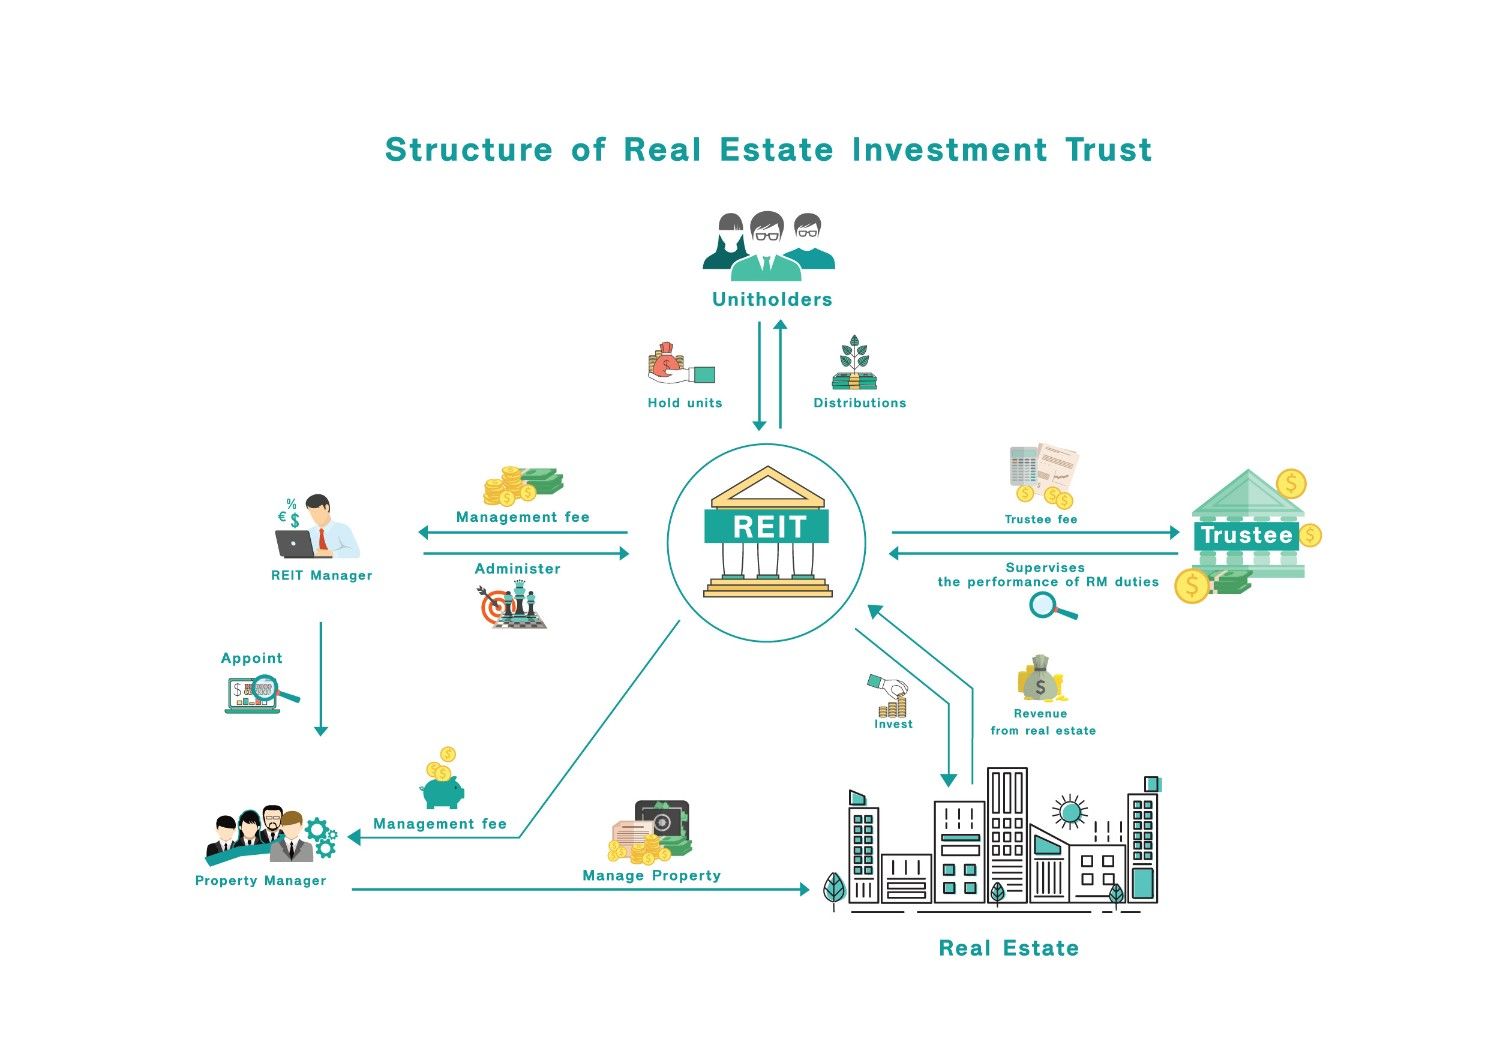 Structure of Real Estate Investment Trust
Unitholders
Hold units
Distributions
REIT
Management fee
Administer
% € $
REIT Manager
Trustee fee
Supervises
the performance of RM duties
Trustee
Appoint
Invest
Revenue
from real estate
Management fee
Property Manager
Manage Property
Real Estate